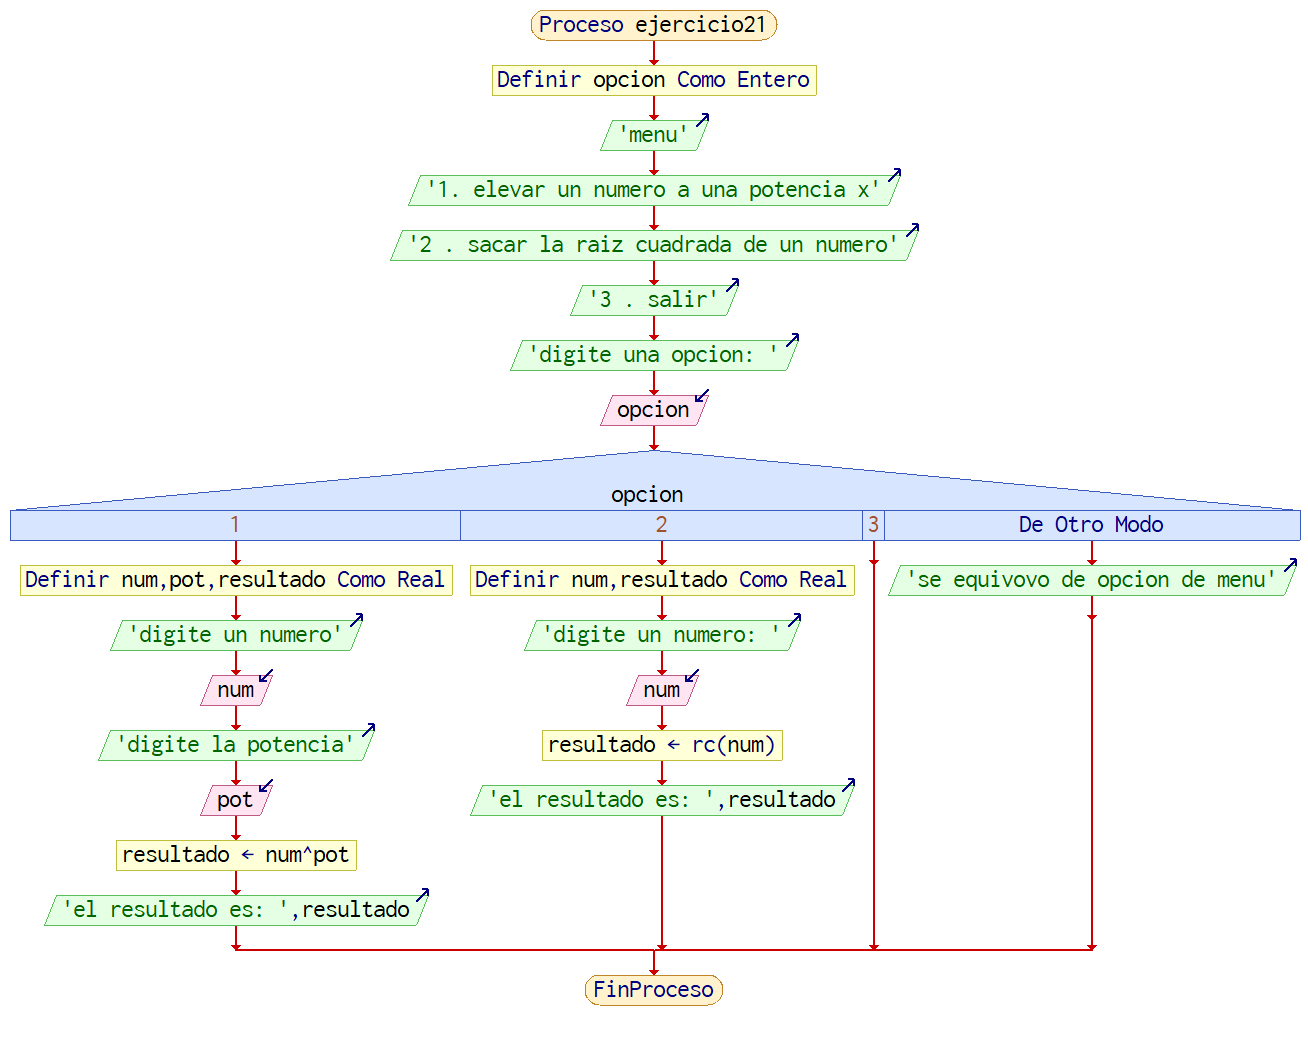 Proceso ejercicio21
Definir opcion Como Entero
'menu'
'1. elevar un numero a una potencia x'
'2 . sacar la raiz cuadrada de un numero'
'3 . salir'
'digite una opcion: '
opcion
opcion
1
2
3
De Otro Modo
Definir num,pot,resultado Como Real
'digite un numero'
num
'digite la potencia'
pot
resultado ← num^pot
'el resultado es: ',resultado
Definir num,resultado Como Real
'digite un numero: '
num
resultado ← rc(num)
'el resultado es: ',resultado
'se equivovo de opcion de menu'
FinProceso